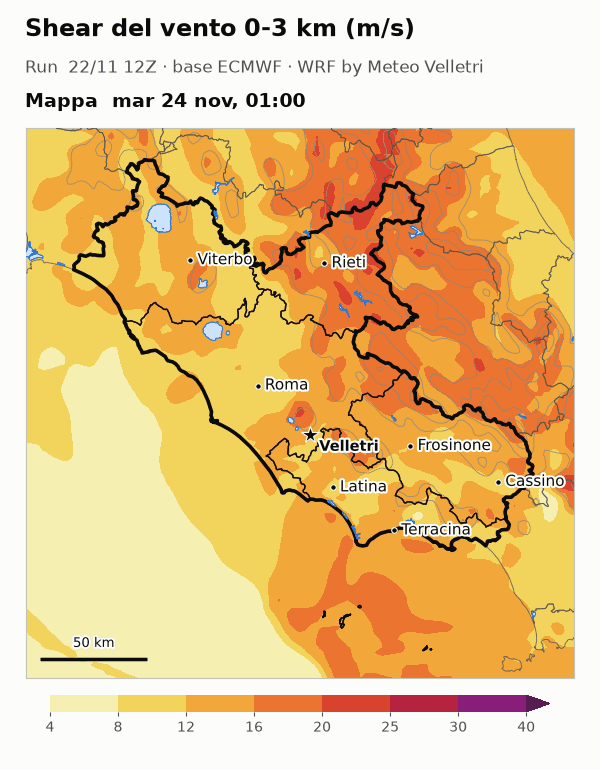 Shear del vento 0-3 km (m/s)
Run  22/11 12Z · base ECMWF · WRF by Meteo Velletri
Mappa  mar 24 nov, 01:00
Viterbo
Rieti
Roma
Velletri
Frosinone
Latina
Cassino
Terracina
50 km
4 8 12 16 20 25 30 40